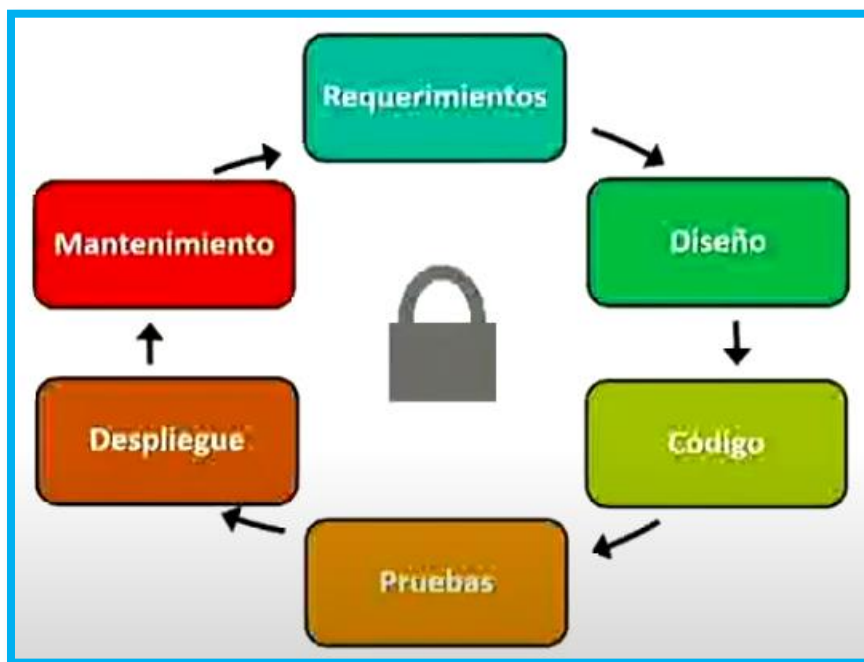 Requerimientos
Diseño
Código
Pruebas
Despliegue
Mantenimiento